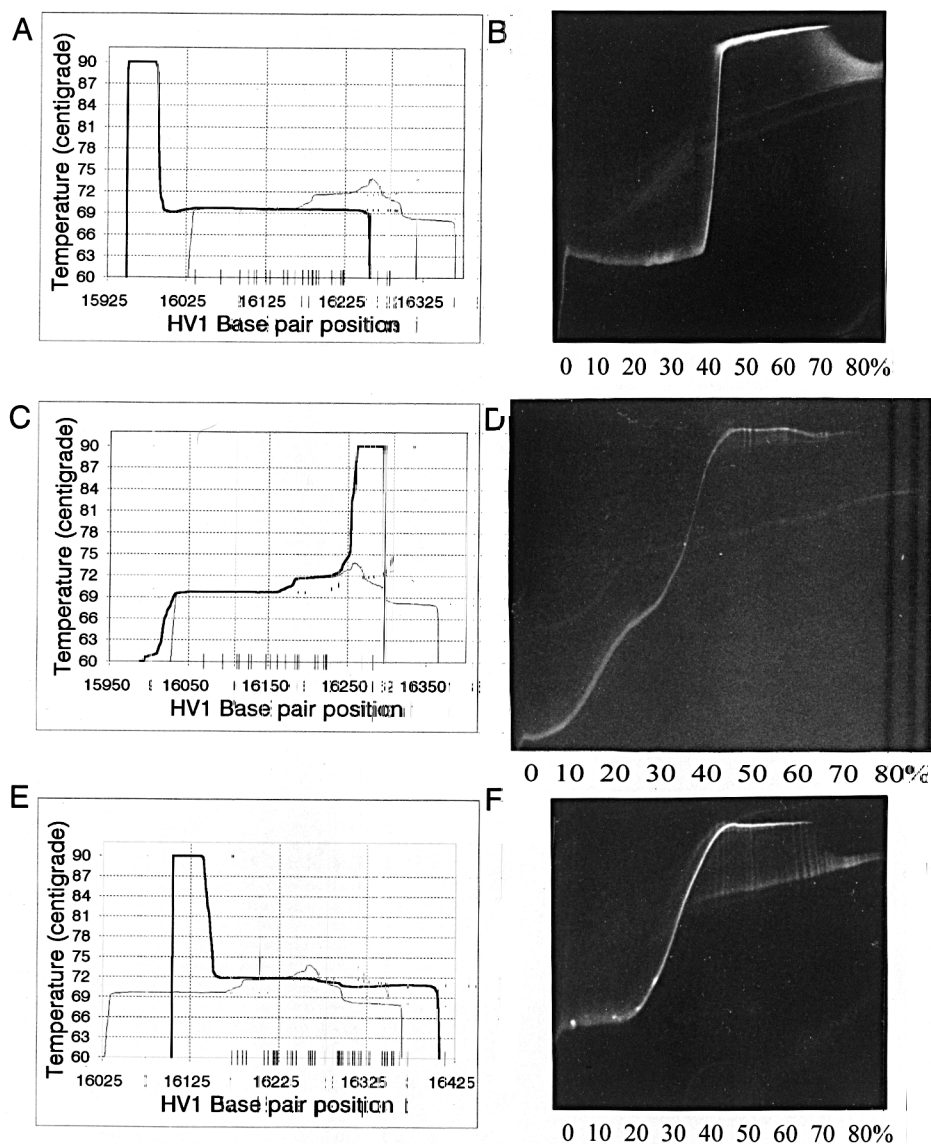 A
Temperature (centigrade)
90
87
84
81
78
75
72
69
66
63
60
15925 16025 16125 16225 16325
HV1 Base pair position
B
0 10 20 30 40 50 60 70 80%
C
Temperature (centigrade)
90
87
84
81
78
75
72
69
66
63
60
15950 16050 16150 16250 16350
HV1 Base pair position
D
0 10 20 30 40 50 60 70 80%
E
Temperature (centigrade)
90
87
84
81
78
75
72
69
66
63
60
16025 16125 16225 16325 16425
HV1 Base pair position
F
0 10 20 30 40 50 60 70 80%